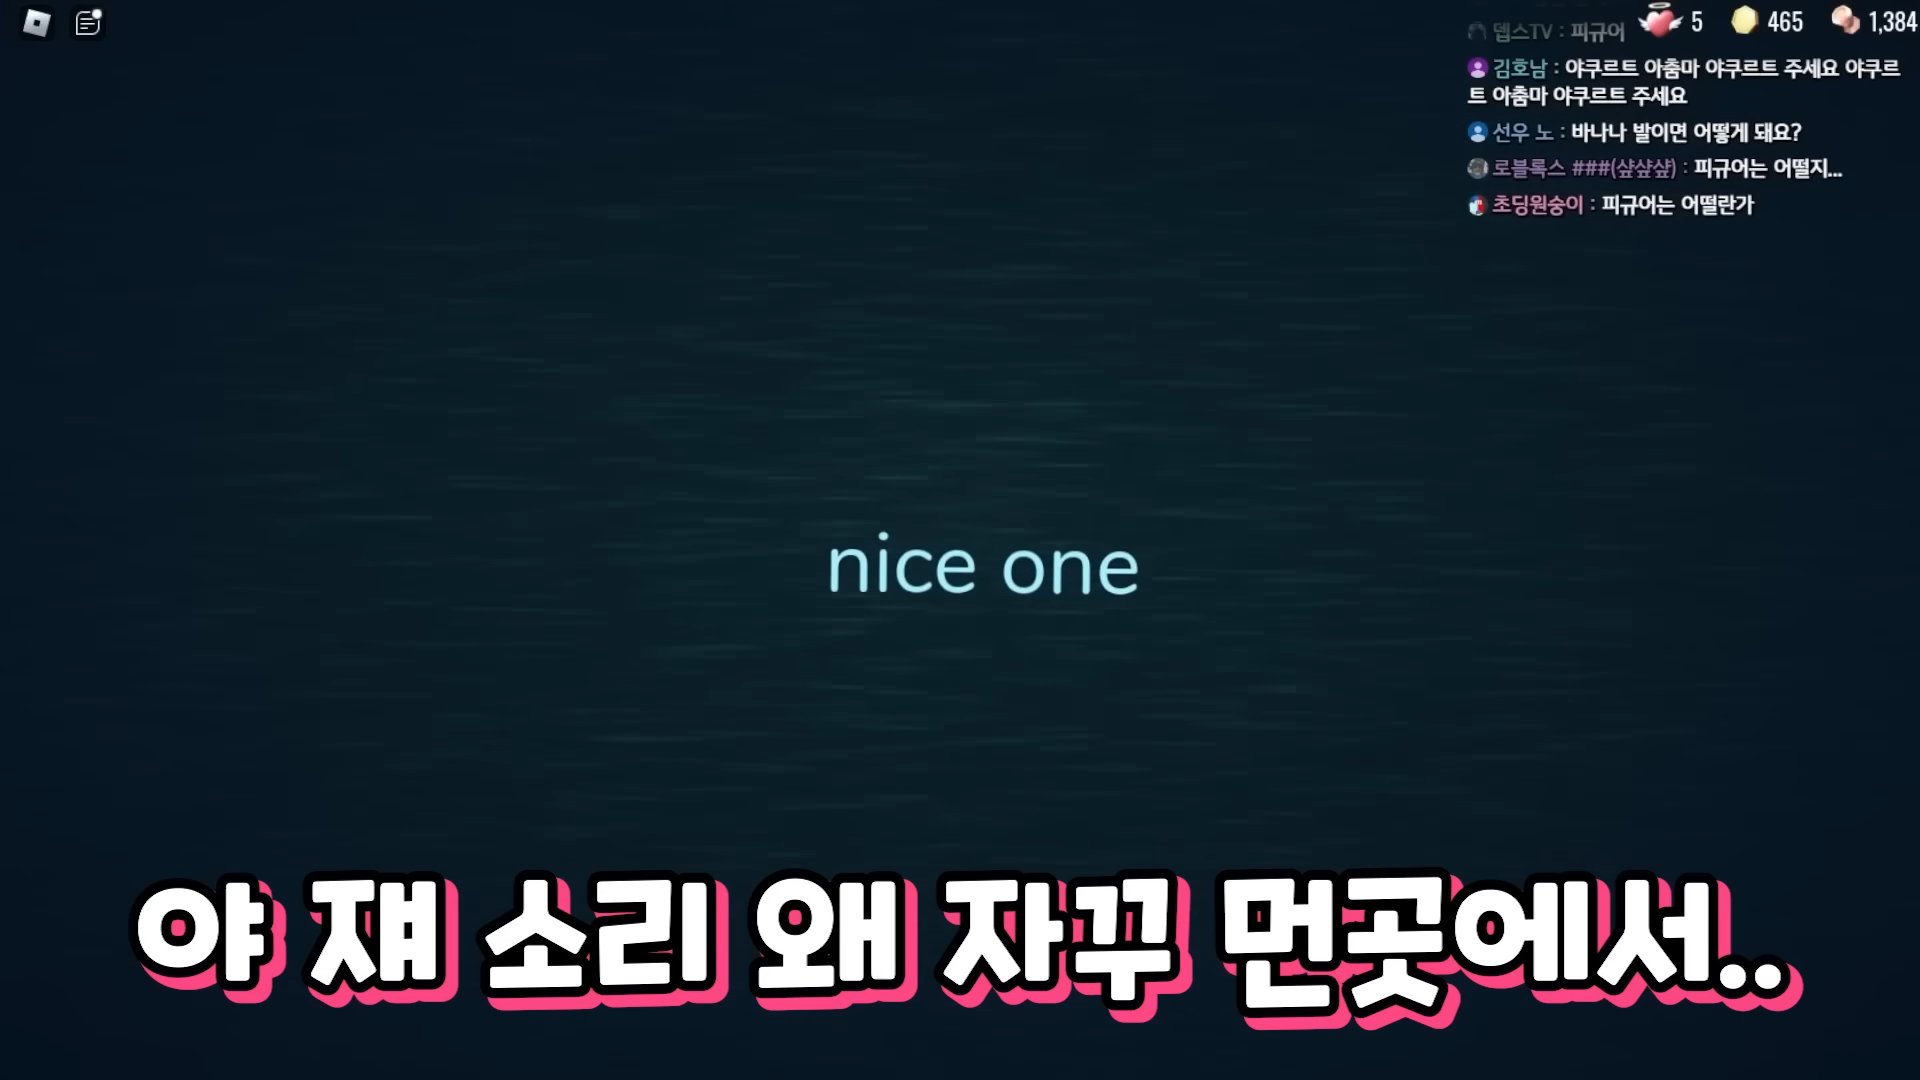 뎁스TV : 피규어
5 465 1,384
김호남 : 야쿠르트 아줌마 야쿠르트 주세요 야쿠르
트 아줌마 야쿠르트 주세요
선우 노 : 바나나 발이면 어떻게 돼요?
로블록스 ###(샾샾샾) : 피규어는 어떨지...
초딩원숭이 : 피규어는 어떨란가
nice one
야 쟤 소리 왜 자꾸 먼곳에서..